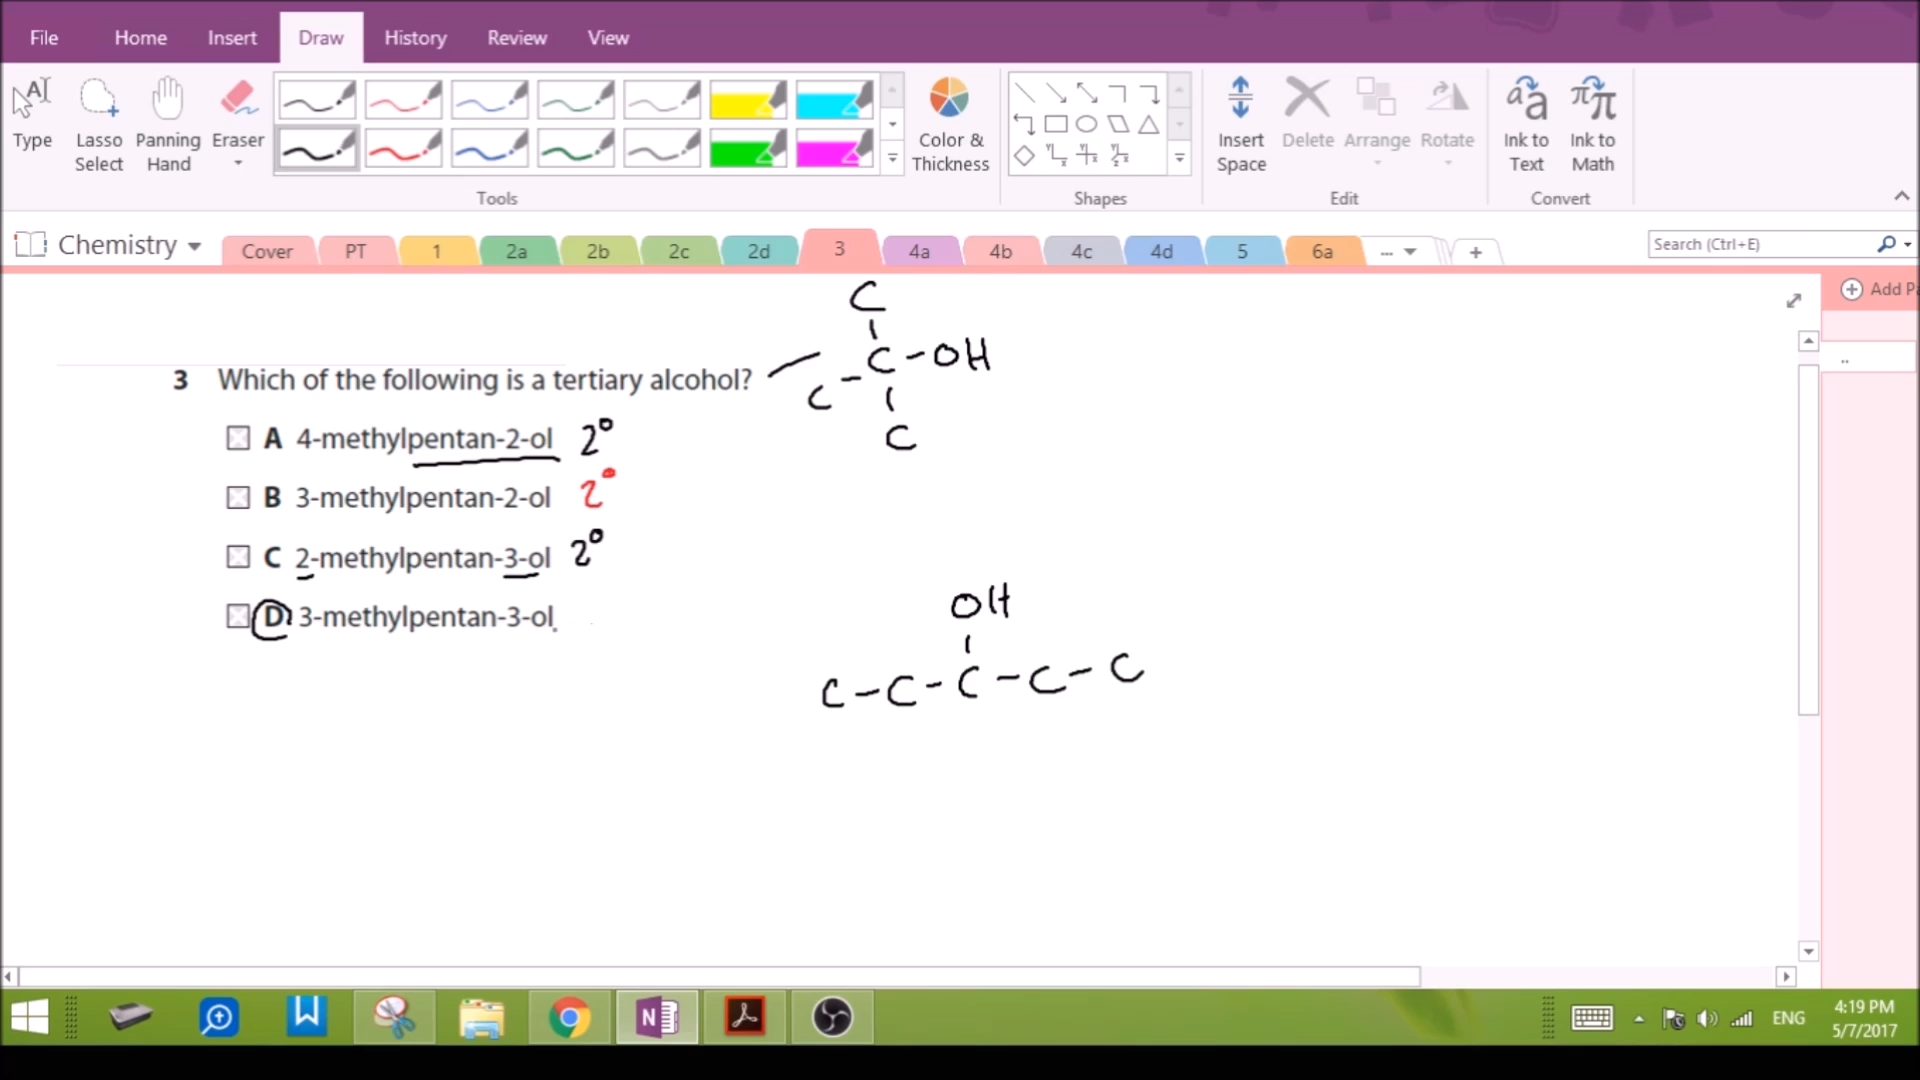 File Home Insert Draw History Review View
Type
Lasso Select
Panning Hand
Eraser
Color & Thickness
Insert Space
Delete
Arrange
Rotate
Ink to Text
Ink to Math
Tools Shapes Edit Convert
Chemistry Cover PT 1 2a 2b 2c 2d 3 4a 4b 4c 4d 5 6a ... + Search (Ctrl+E)
Add
C
3 Which of the following is a tertiary alcohol? C-OH
C
C
A 4-methylpentan-2-ol 2°
B 3-methylpentan-2-ol 2°
C 2-methylpentan-3-ol 2°
D 3-methylpentan-3-ol
OH
C-C-C-C-C
ENG
4:19 PM
5/7/2017